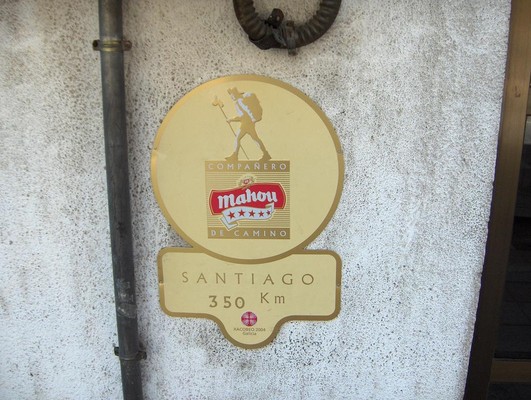 COMPAÑERO
Mahou
DE CAMINO
SANTIAGO
350 Km